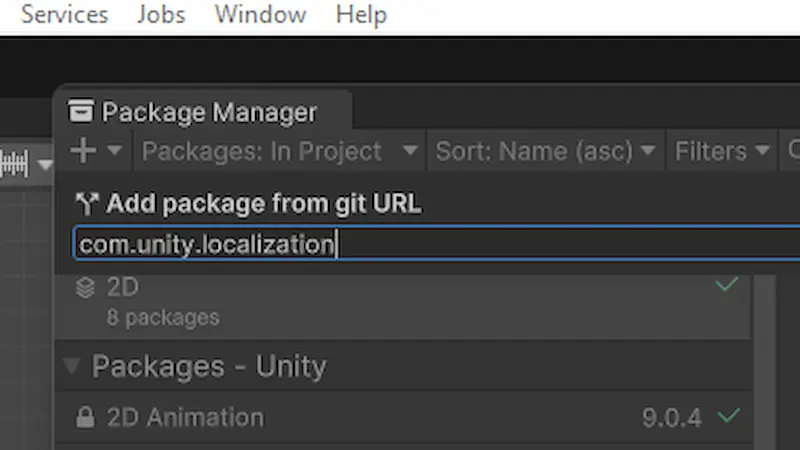 Services Jobs Window Help
Package Manager
Packages: In Project Sort: Name (asc) Filters
Add package from git URL
com.unity.localization
2D
8 packages
Packages - Unity
2D Animation 9.0.4